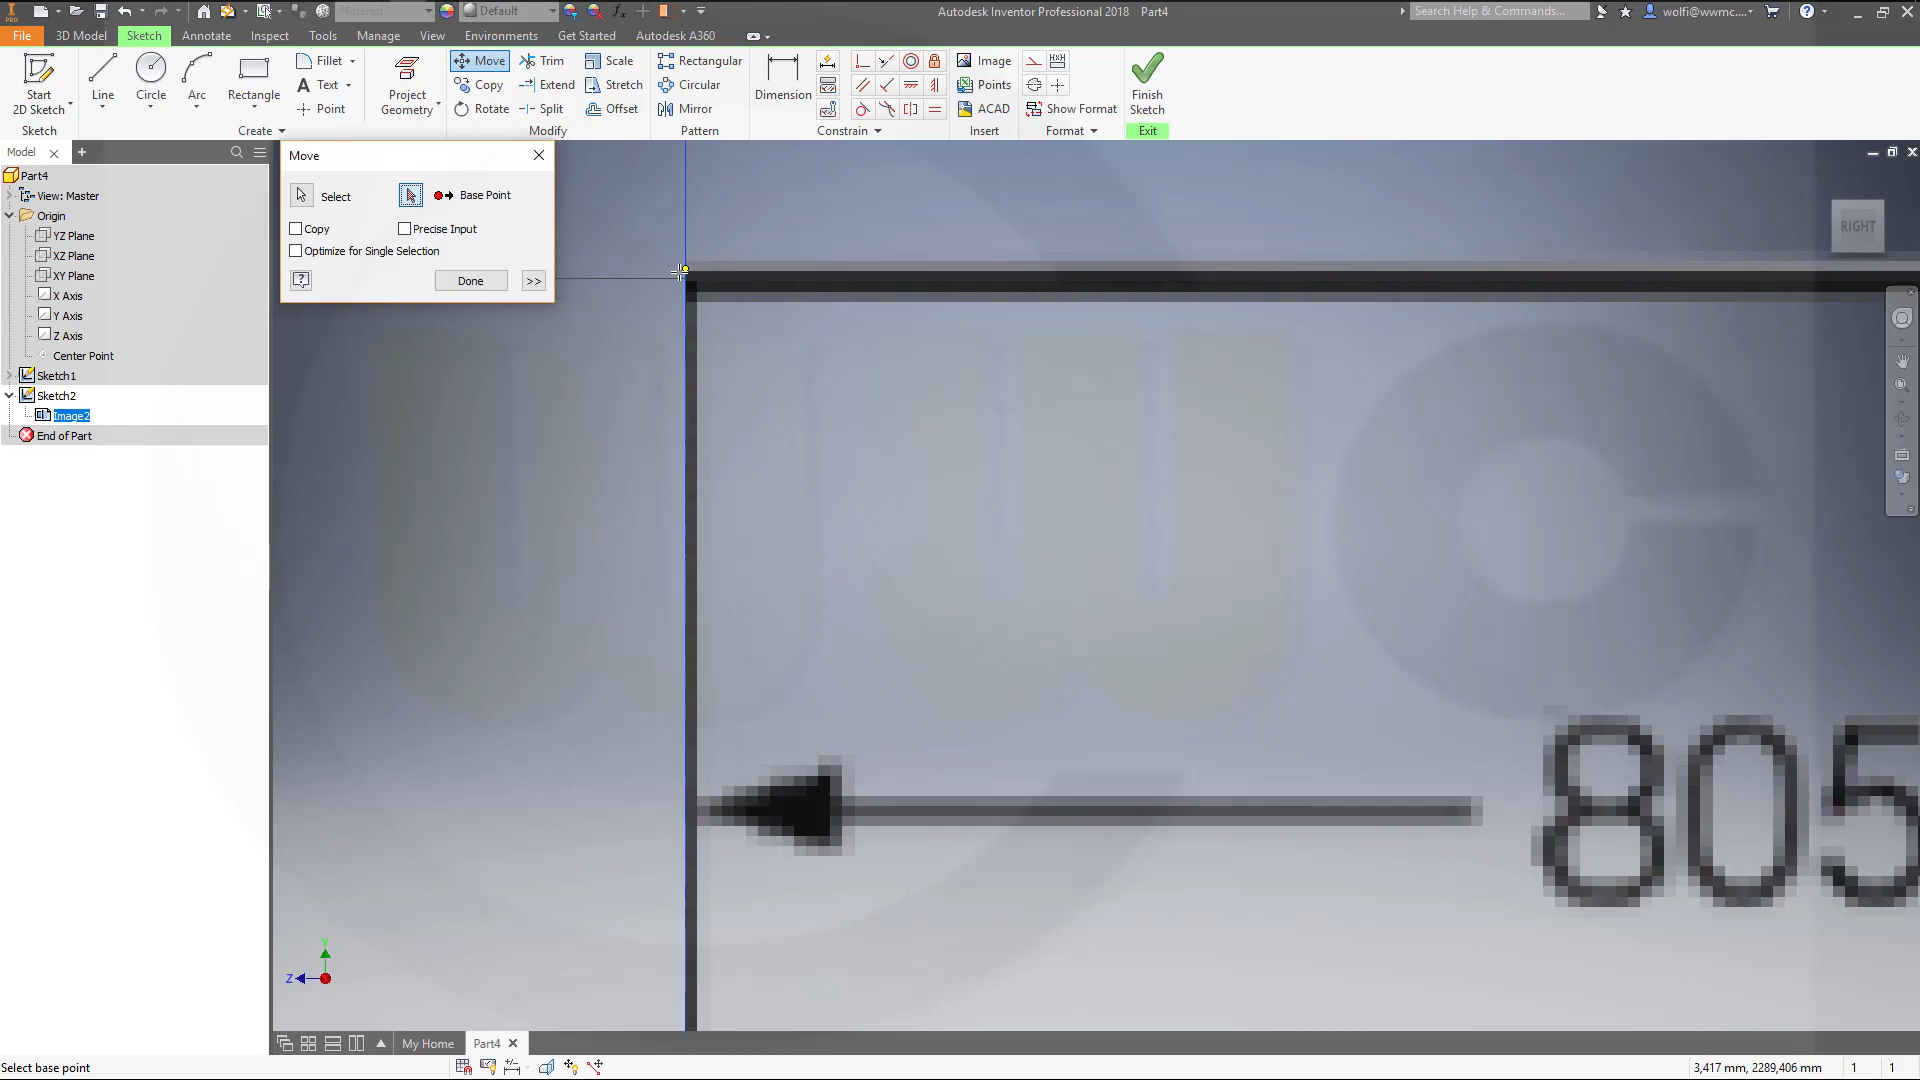 PRO
Material
Default
Autodesk Inventor Professional 2018 Part4
Search Help & Commands...
wolfi@wwmc....
File
3D Model
Sketch
Annotate
Inspect
Tools
Manage
View
Environments
Get Started
Autodesk A360
Start
2D Sketch
Line
Circle
Arc
Rectangle
Fillet
Text
Point
Project
Geometry
Move
Copy
Rotate
Trim
Extend
Split
Scale
Stretch
Offset
Rectangular
Circular
Mirror
Dimension
Image
Points
ACAD
Show Format
Finish
Sketch
Sketch
Create
Modify
Pattern
Constrain
Insert
Format
Exit
Model
Part4
View: Master
Origin
YZ Plane
XZ Plane
XY Plane
X Axis
Y Axis
Z Axis
Center Point
Sketch1
Sketch2
Image2
End of Part
Move
Select
Base Point
Copy
Precise Input
Optimize for Single Selection
Done
>>
RIGHT
805
Y
Z
My Home
Part4
Select base point
3,417 mm, 2289,406 mm
1
1